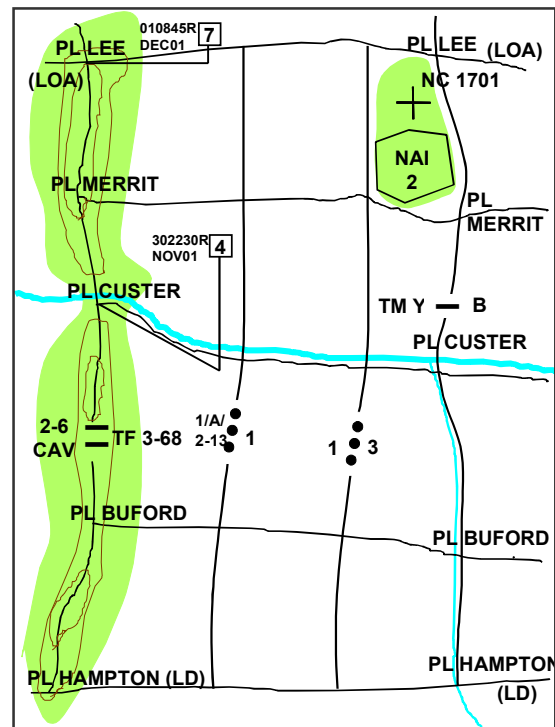 010845R
DEC01
7
PL LEE
(LOA)
PL LEE
(LOA)
NC 1701
NAI
2
PL MERRIT
PL
MERRIT
302230R
NOV01
4
PL CUSTER
TM Y
B
PL CUSTER
2-6
CAV
TF 3-68
1/A/
2-13
1
1
3
PL BUFORD
PL BUFORD
PL HAMPTON (LD)
PL HAMPTON
(LD)